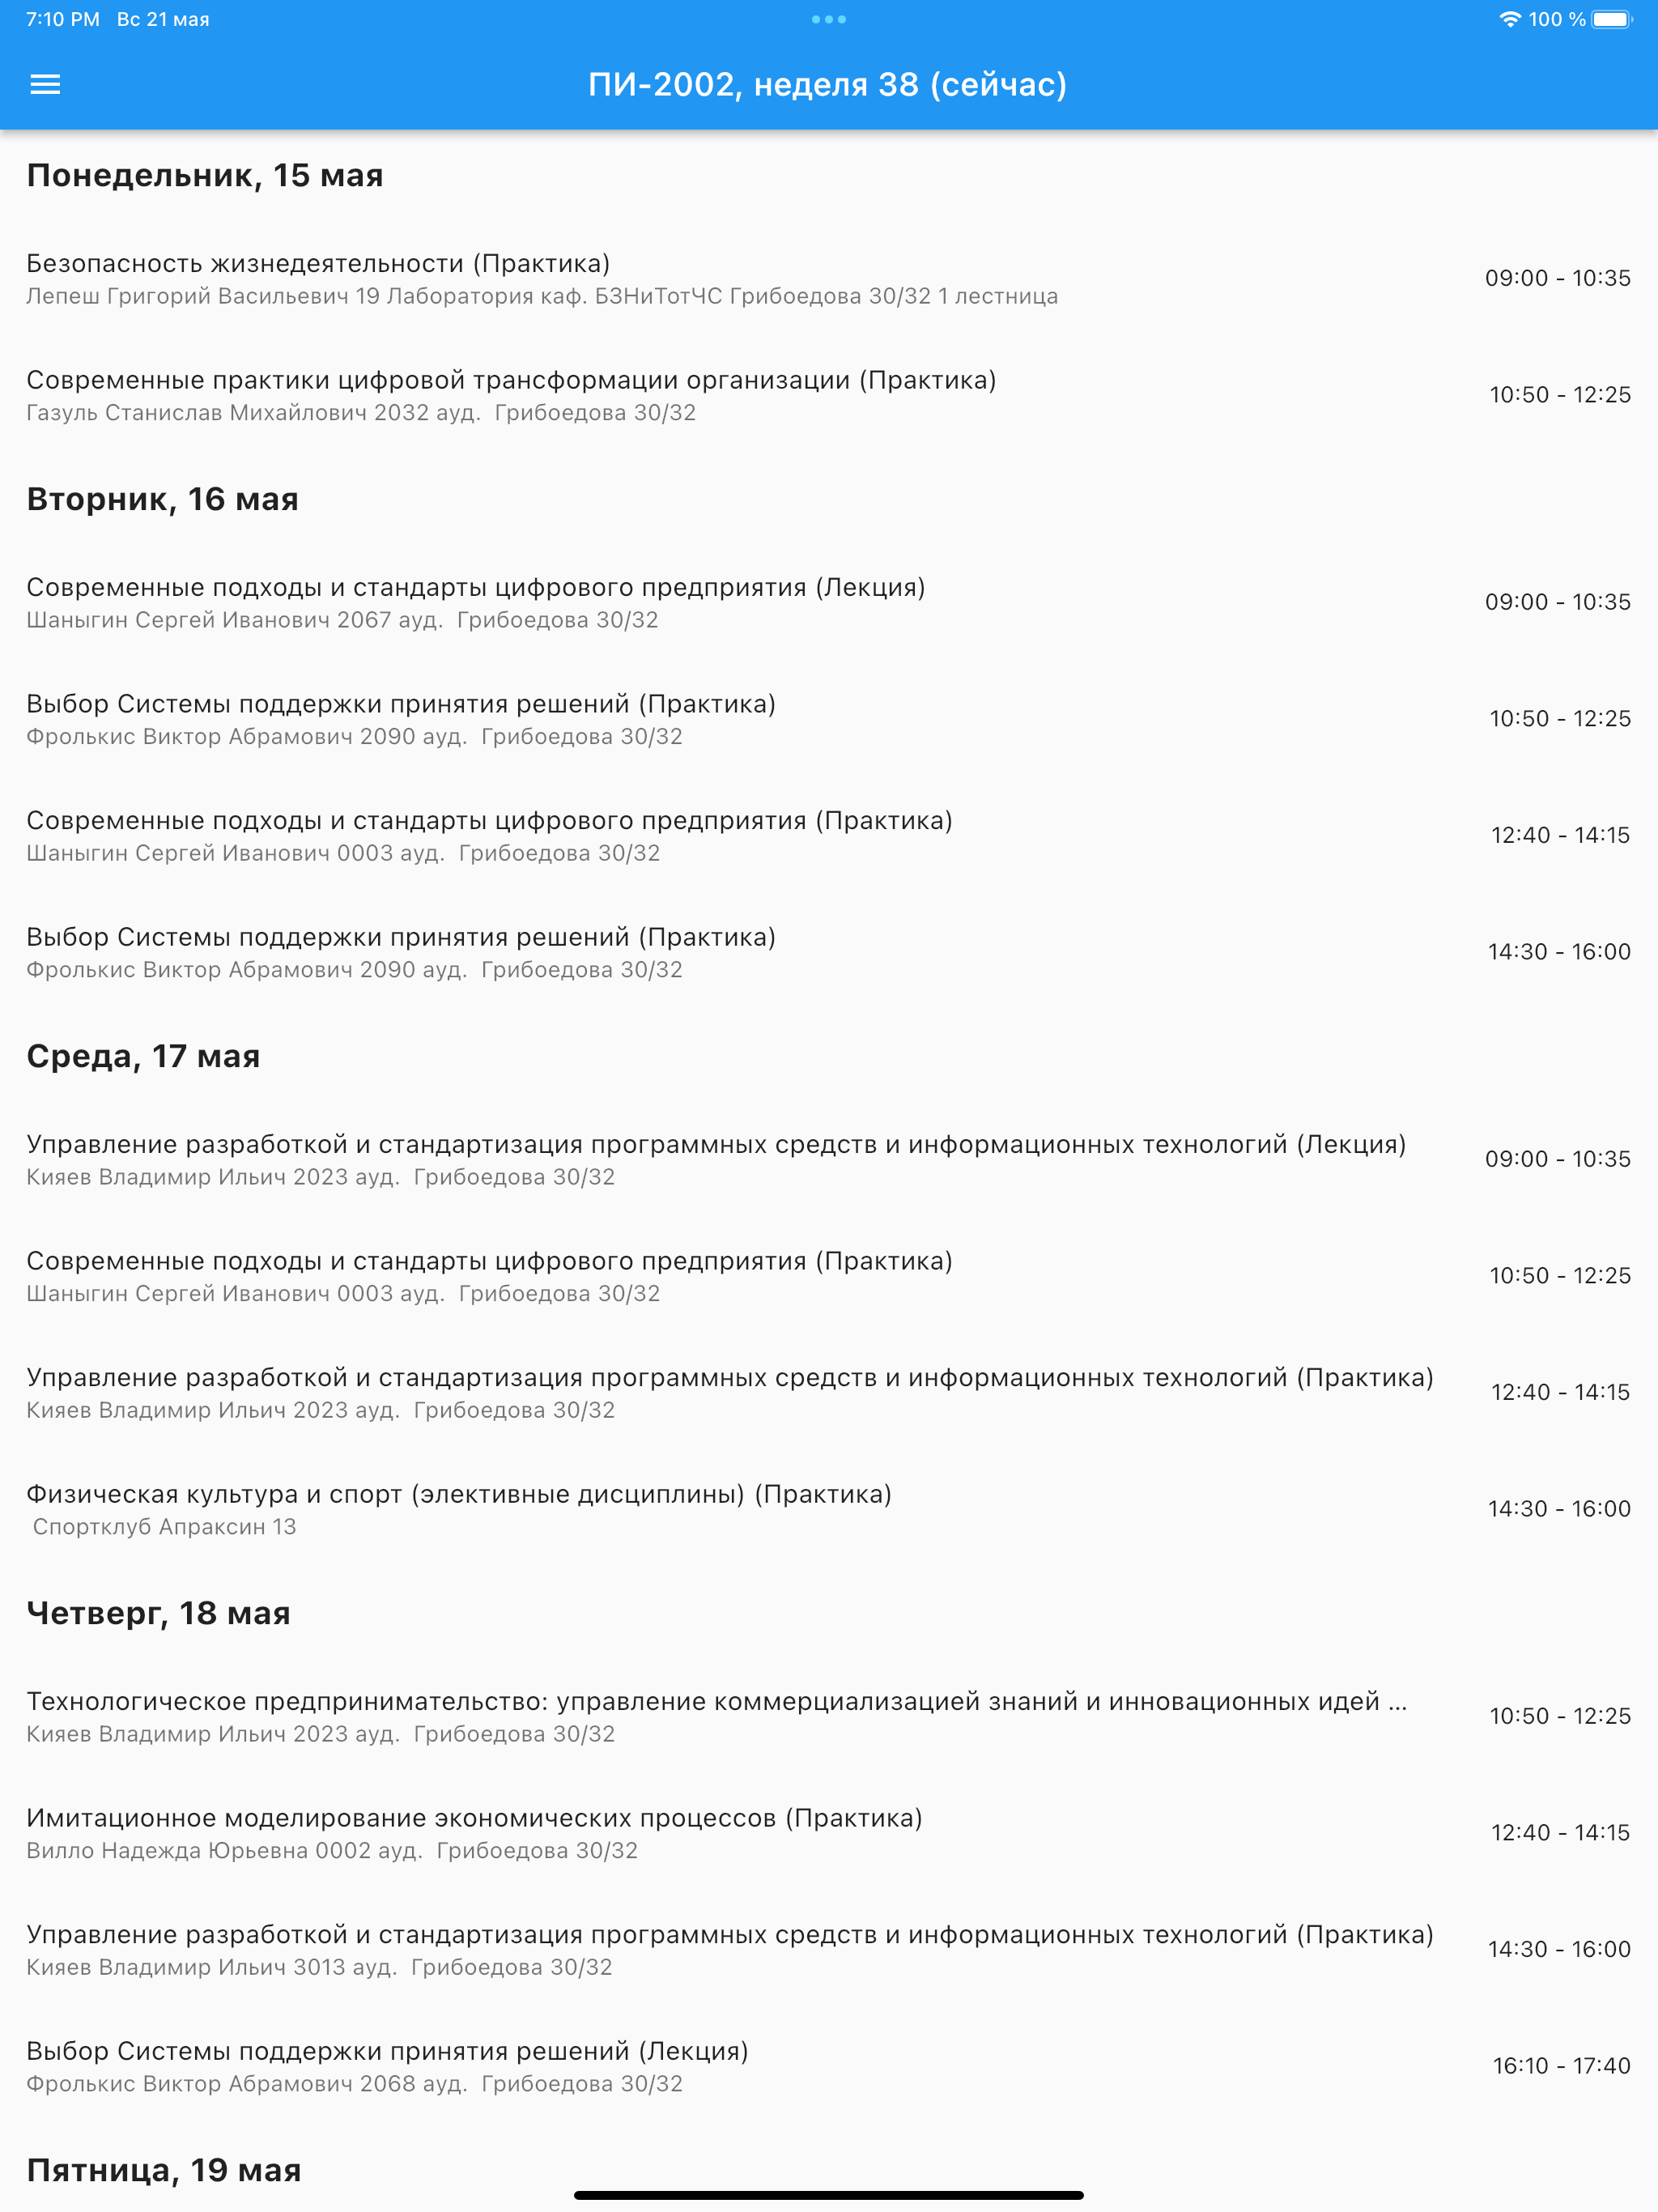 7:10 PM Вс 21 мая 100 %
ПИ-2002, неделя 38 (сейчас)
Понедельник, 15 мая
Безопасность жизнедеятельности (Практика)
Лепеш Григорий Васильевич 19 Лаборатория каф. БЗНиТотЧС Грибоедова 30/32 1 лестница
09:00 - 10:35
Современные практики цифровой трансформации организации (Практика)
Газуль Станислав Михайлович 2032 ауд. Грибоедова 30/32
10:50 - 12:25
Вторник, 16 мая
Современные подходы и стандарты цифрового предприятия (Лекция)
Шаныгин Сергей Иванович 2067 ауд. Грибоедова 30/32
09:00 - 10:35
Выбор Системы поддержки принятия решений (Практика)
Фролькис Виктор Абрамович 2090 ауд. Грибоедова 30/32
10:50 - 12:25
Современные подходы и стандарты цифрового предприятия (Практика)
Шаныгин Сергей Иванович 0003 ауд. Грибоедова 30/32
12:40 - 14:15
Выбор Системы поддержки принятия решений (Практика)
Фролькис Виктор Абрамович 2090 ауд. Грибоедова 30/32
14:30 - 16:00
Среда, 17 мая
Управление разработкой и стандартизация программных средств и информационных технологий (Лекция)
Кияев Владимир Ильич 2023 ауд. Грибоедова 30/32
09:00 - 10:35
Современные подходы и стандарты цифрового предприятия (Практика)
Шаныгин Сергей Иванович 0003 ауд. Грибоедова 30/32
10:50 - 12:25
Управление разработкой и стандартизация программных средств и информационных технологий (Практика)
Кияев Владимир Ильич 2023 ауд. Грибоедова 30/32
12:40 - 14:15
Физическая культура и спорт (элективные дисциплины) (Практика)
Спортклуб Апраксин 13
14:30 - 16:00
Четверг, 18 мая
Технологическое предпринимательство: управление коммерциализацией знаний и инновационных идей ...
Кияев Владимир Ильич 2023 ауд. Грибоедова 30/32
10:50 - 12:25
Имитационное моделирование экономических процессов (Практика)
Вилло Надежда Юрьевна 0002 ауд. Грибоедова 30/32
12:40 - 14:15
Управление разработкой и стандартизация программных средств и информационных технологий (Практика)
Кияев Владимир Ильич 3013 ауд. Грибоедова 30/32
14:30 - 16:00
Выбор Системы поддержки принятия решений (Лекция)
Фролькис Виктор Абрамович 2068 ауд. Грибоедова 30/32
16:10 - 17:40
Пятница, 19 мая